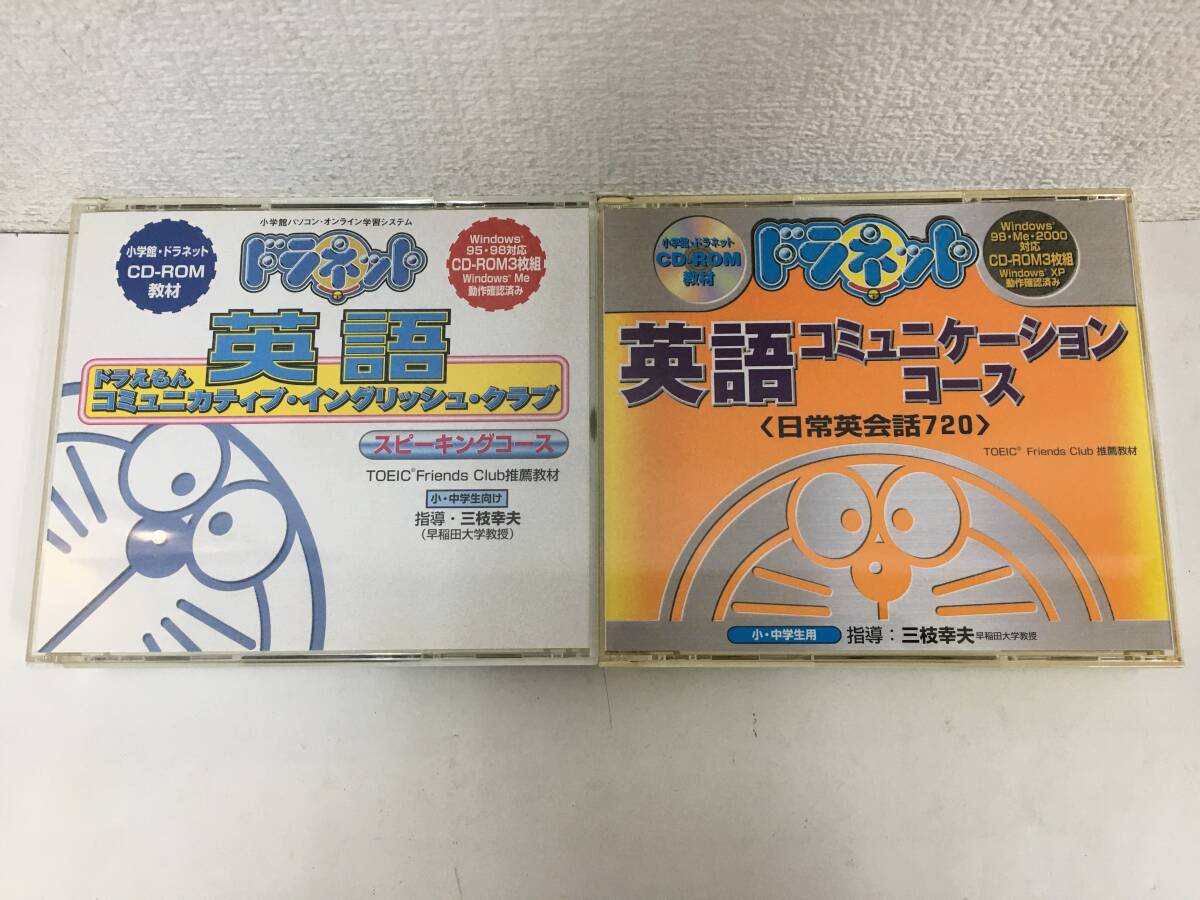 小学館パソコン・オンライン学習システム
小学館・ドラネット
CD-ROM
教材
ドラネット
Windows®
95・98対応
CD-ROM3枚組
Windows® Me
動作確認済み
英語
ドラえもん
コミュニカティブ・イングリッシュ・クラブ
スピーキングコース
TOEIC® Friends Club推薦教材
小・中学生向け
指導・三枝幸夫
(早稲田大学教授)
小学館・ドラネット
CD-ROM
教材
ドラネット
Windows®
98・Me・2000
対応
CD-ROM3枚組
Windows® XP
動作確認済み
英語コミュニケーション
コース
〈日常英会話720〉
TOEIC® Friends Club 推薦教材
小・中学生用 指導:三枝幸夫早稲田大学教授